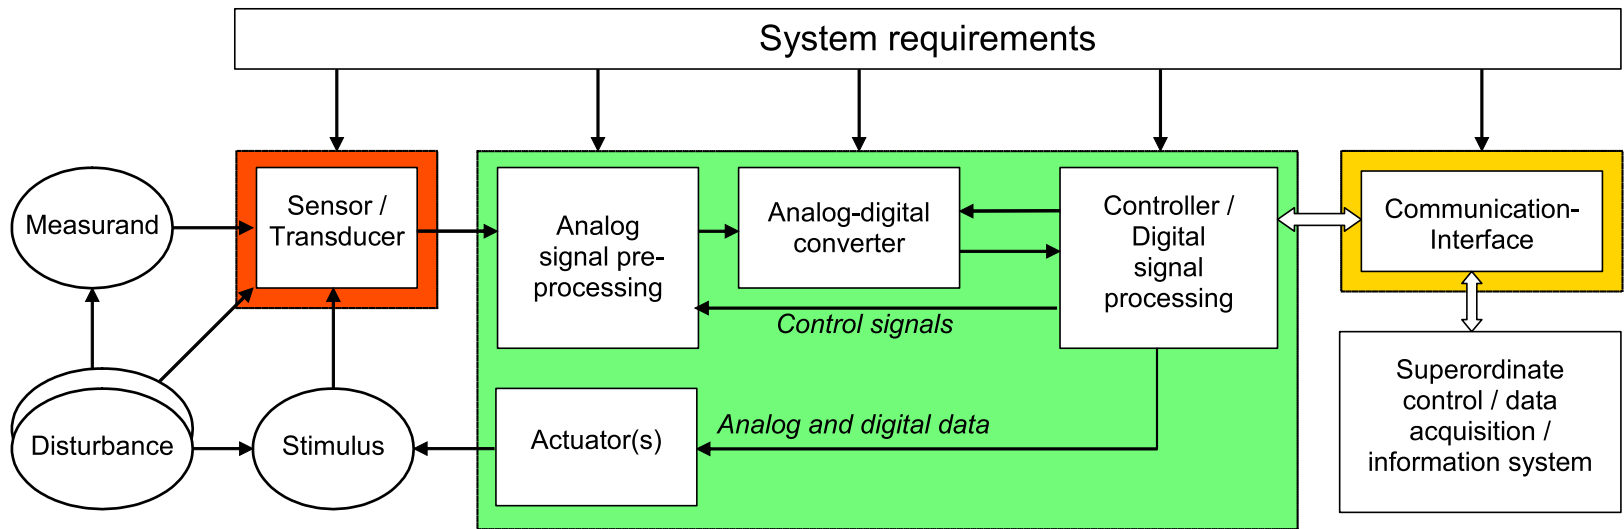 System requirements
Measurand
Sensor /
Transducer
Analog
signal pre-
processing
Analog-digital
converter
Controller /
Digital
signal
processing
Communication-
Interface
Control signals
Disturbance
Stimulus
Actuator(s)
Analog and digital data
Superordinate
control / data
acquisition /
information system